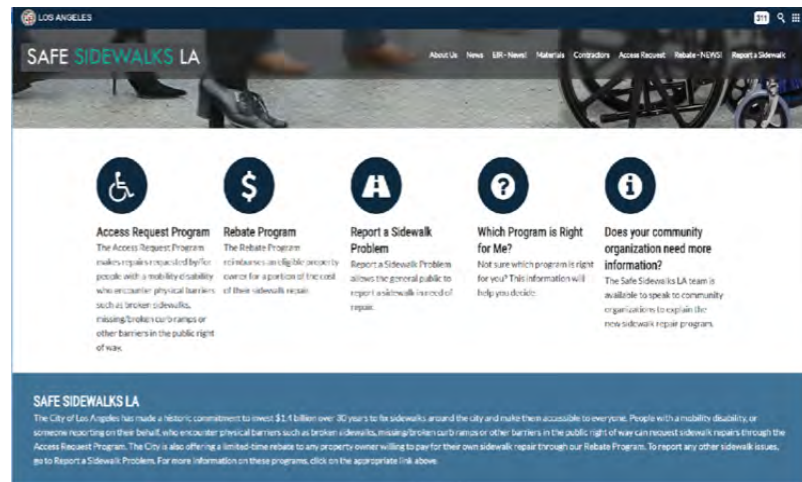 LOS ANGELES
311
SAFE SIDEWALKS LA
About Us News EIR - News! Materials Contractors Access Request Rebate - NEWS! Report a Sidewalk
Access Request Program
The Access Request Program
makes repairs requested by/for
people with a mobility disability
who encounter physical barriers
such as broken sidewalks,
missing/broken curb ramps or
other barriers in the public right
of way.
Rebate Program
The Rebate Program
reimburses an eligible property
owner for a portion of the cost
of their sidewalk repair.
Report a Sidewalk
Problem
Report a Sidewalk Problem
allows the general public to
report a sidewalk in need of
repair.
Which Program is Right
for Me?
Not sure which program is right
for you? This information will
help you decide.
Does your community
organization need more
information?
The Safe Sidewalks LA team is
available to speak to community
organizations to explain the
new sidewalk repair program.
SAFE SIDEWALKS LA
The City of Los Angeles has made a historic commitment to invest $1.4 billion over 30 years to fix sidewalks around the city and make them accessible to everyone. People with a mobility disability, or
someone reporting on their behalf, who encounter physical barriers such as broken sidewalks, missing/broken curb ramps or other barriers in the public right of way can request sidewalk repairs through the
Access Request Program. The City is also offering a limited-time rebate to any property owner willing to pay for their own sidewalk repair through our Rebate Program. To report any other sidewalk issues,
go to Report a Sidewalk Problem. For more information on these programs, click on the appropriate link above.